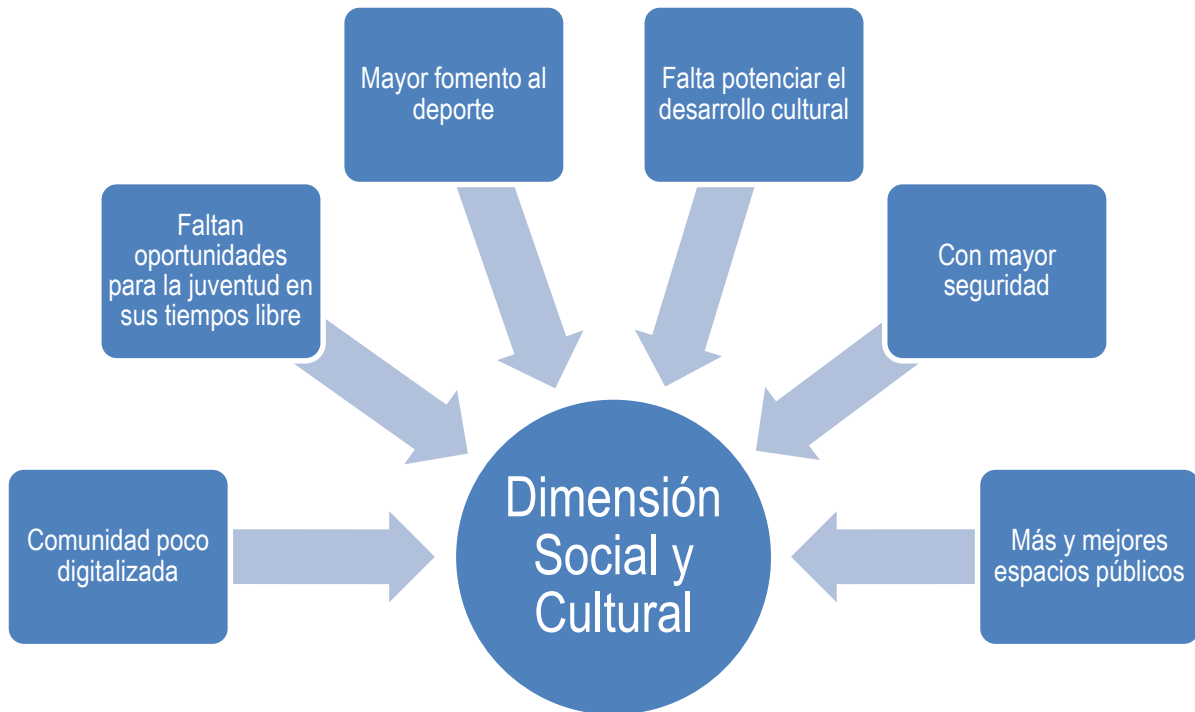 Mayor fomento al
deporte
Falta potenciar el
desarrollo cultural
Faltan
oportunidades
para la juventud en
sus tiempos libre
Con mayor
seguridad
Comunidad poco
digitalizada
Dimensión
Social y
Cultural
Más y mejores
espacios públicos